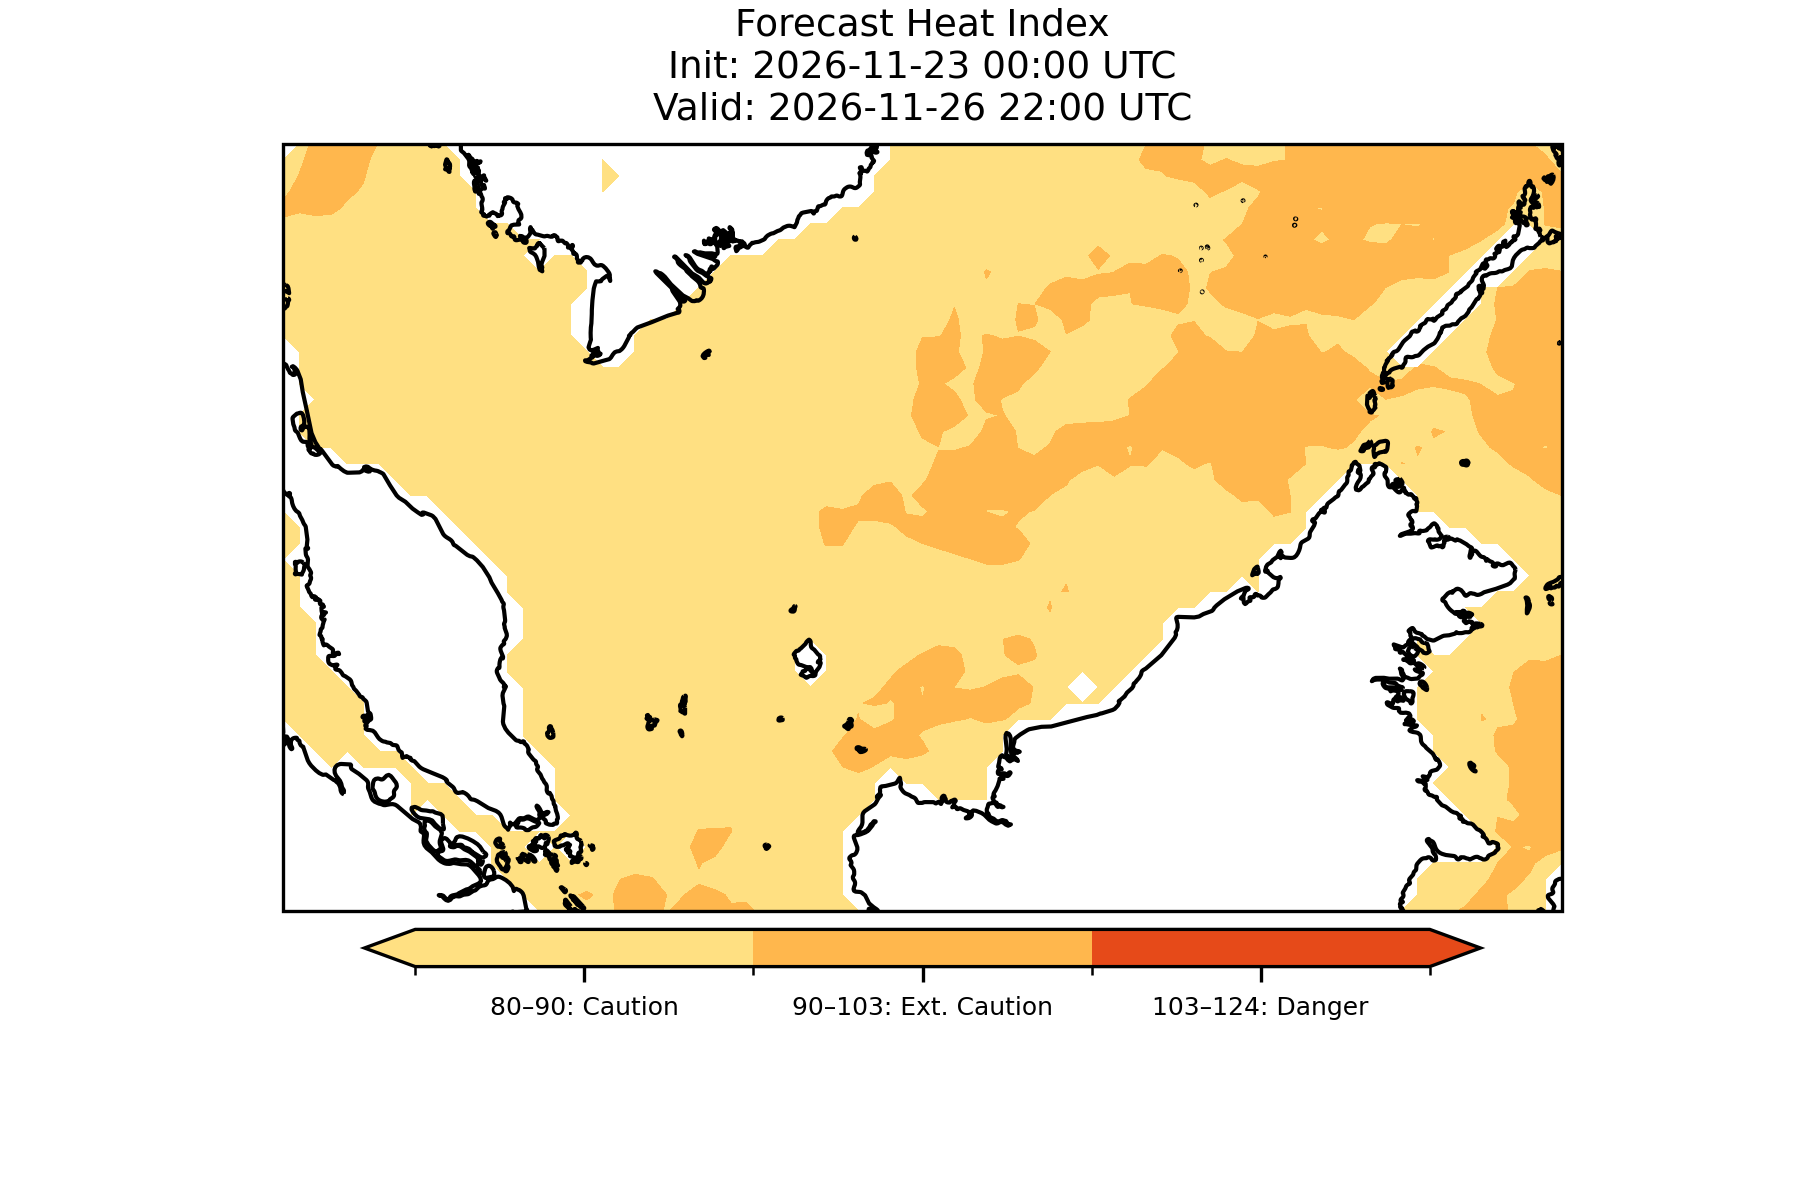 Forecast Heat Index
Init: 2026-11-23 00:00 UTC
Valid: 2026-11-26 22:00 UTC
80–90: Caution
90–103: Ext. Caution
103–124: Danger